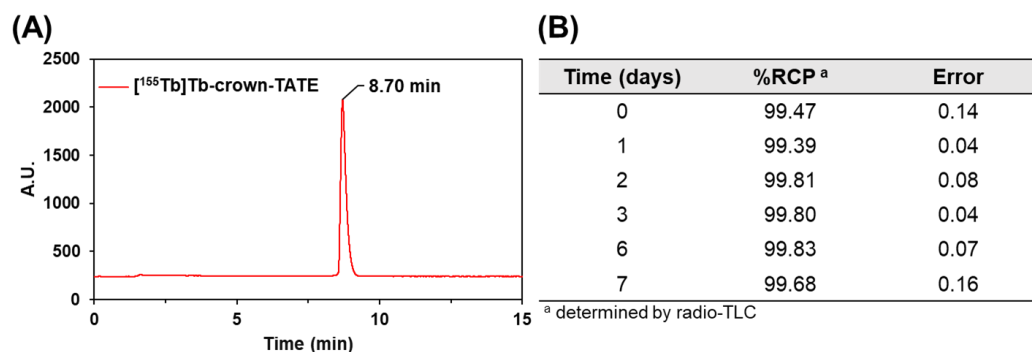 (A)
2500
2000
1500
1000
500
0
A.U.
[¹⁵⁵Tb]Tb-crown-TATE
8.70 min
0 5 10 15
Time (min)
(B)
Time (days) %RCP ᵃ Error
0 99.47 0.14
1 99.39 0.04
2 99.81 0.08
3 99.80 0.04
6 99.83 0.07
7 99.68 0.16
ᵃ determined by radio-TLC